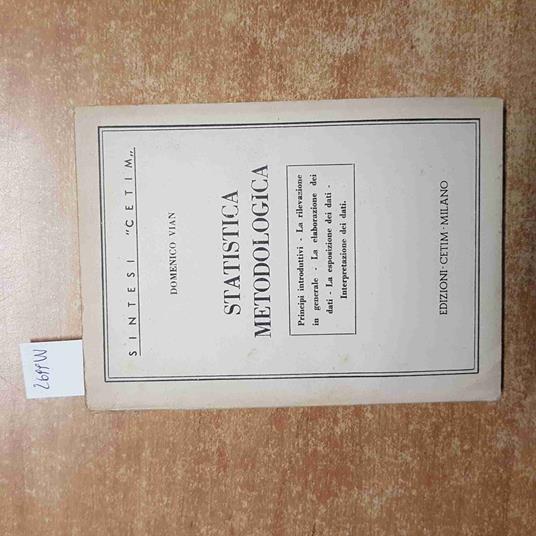 SINTESI "CETIM„
DOMENICO VIAN
STATISTICA
METODOLOGICA
Principi introduttivi - La rilevazione
in generale - La elaborazione dei
dati - La esposizione dei dati -
Interpretazione dei dati.
EDIZIONI · CETIM · MILANO